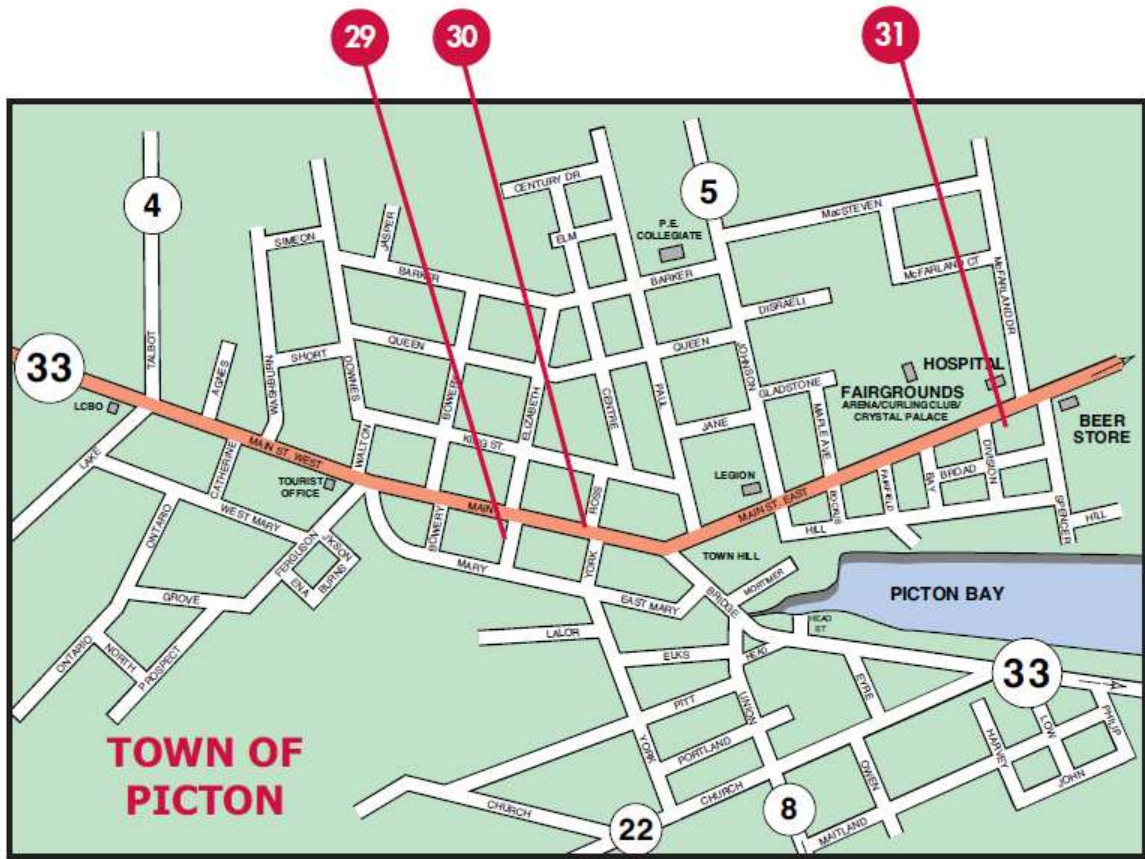 29
30
31
4
5
33
TALBOT
LCBO
LAKE
AGNES
WASHBURN
SIMEON
SHORT
JASPER
BARKER
QUEEN
DOWNES
WALTON
BOWERY
ELIZABETH
KING ST.
CENTURY DR
ELM
P.E.
COLLEGIATE
BARKER
QUEEN
CENTRE
PAUL
JANE
JOHNSON
DISRAELI
GLADSTONE
MAPLE AVE
MacSTEVEN
McFARLAND CT
McFARLAND DR
HOSPITAL
FAIRGROUNDS
ARENA/CURLING CLUB/
CRYSTAL PALACE
BEER
STORE
LEGION
MAIN ST. EAST
FAIRFIELD
BAY
BROAD
DIVISION
SPENCER
HILL
HILL
MAIN ST. WEST
TOURIST
OFFICE
CATHERINE
WEST MARY
ONTARIO
FERGUSON
JKSON
BURNS
ENA
GROVE
ONTARIO
NORTH
PROSPECT
MAIN
BOWERY
MARY
ROSS
YORK
EAST MARY
TOWN HILL
BRIDGE
MORTIMER
PICTON BAY
HEAD
ST.
HEAD
LALOR
ELKS
PITT
UNION
YORK
PORTLAND
CHURCH
CHURCH
EYRE
OWEN
33
HARVEY
LOW
PHILIP
JOHN
MAITLAND
22
8
TOWN OF
PICTON